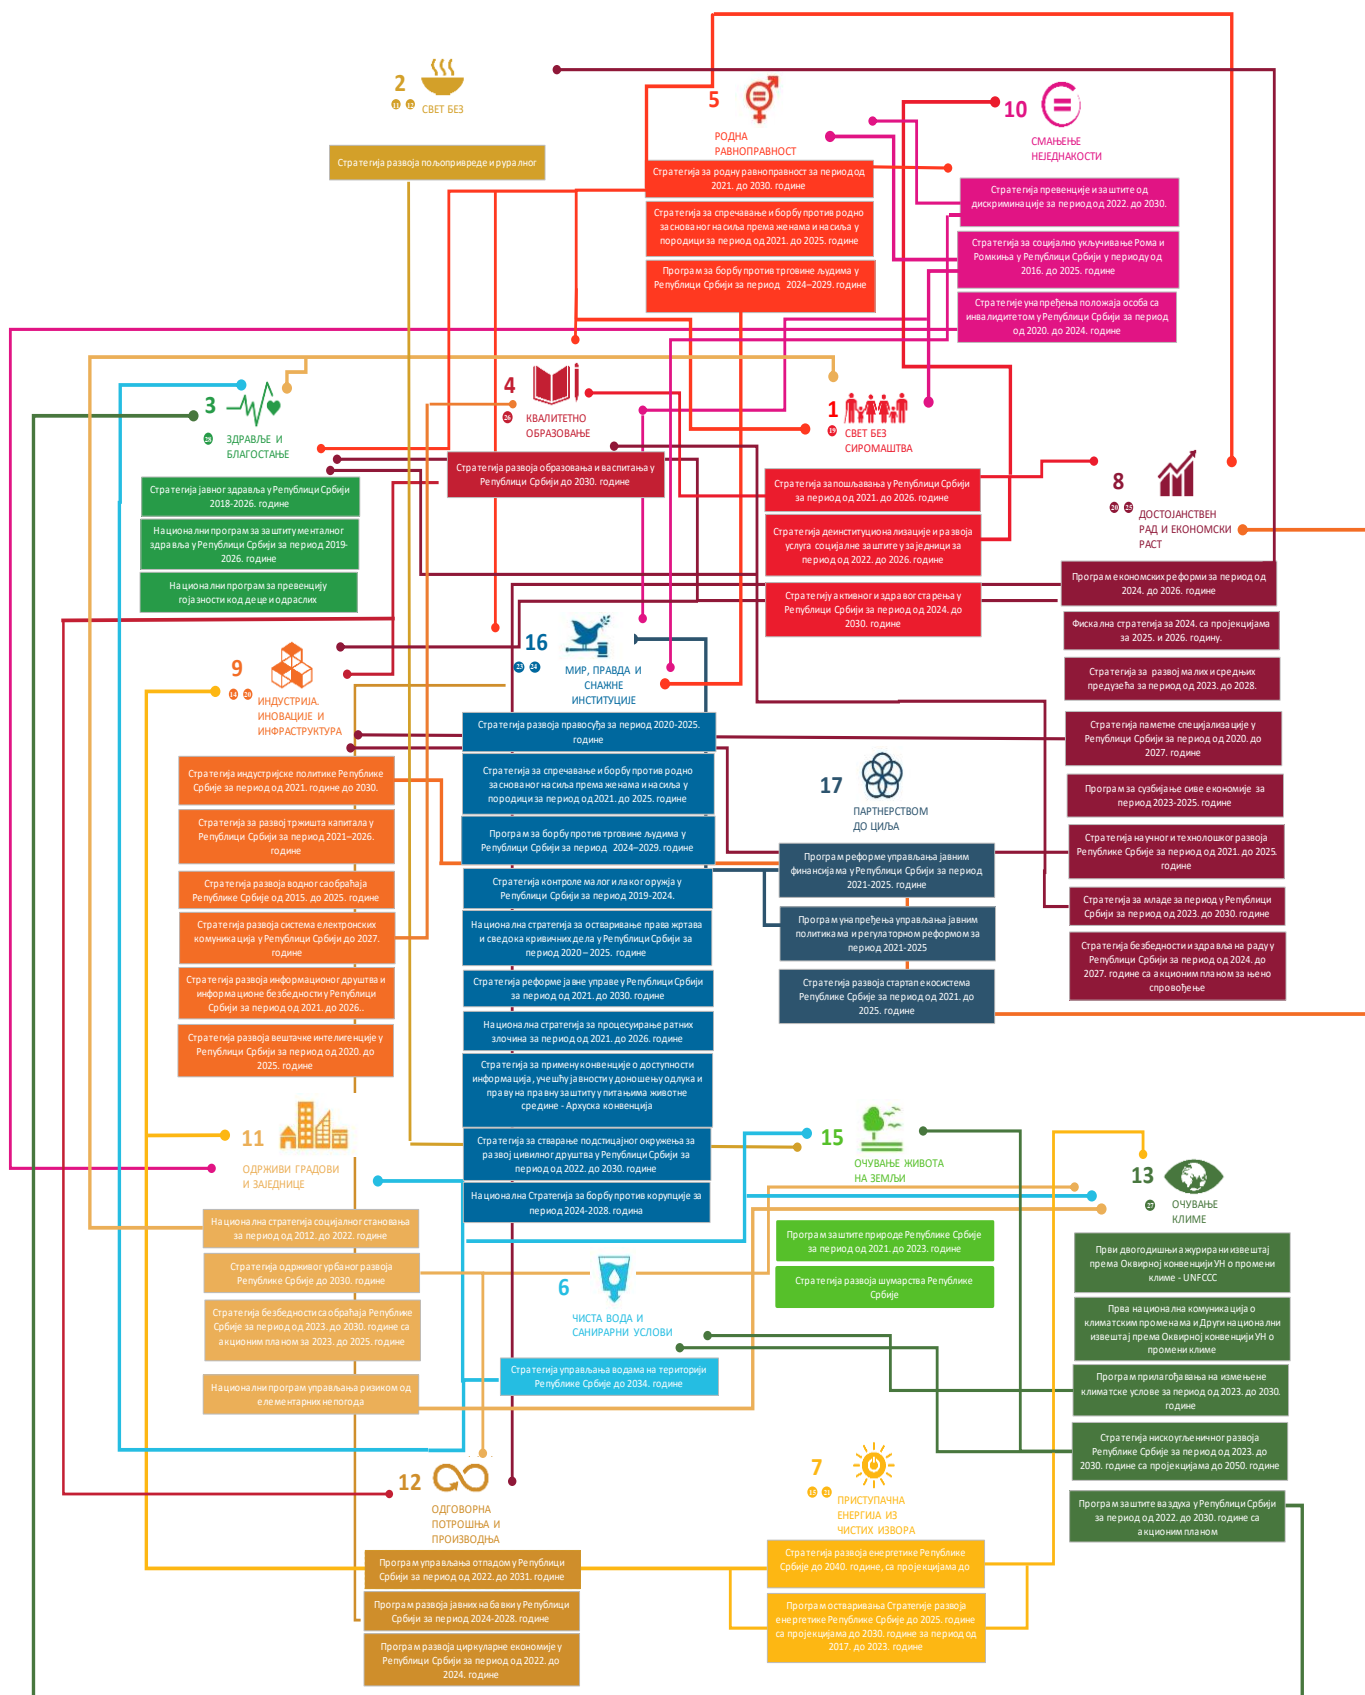 2
11 12
СВЕТ БЕЗ
Стратегија развоја пољопривреде и руралног
5
РОДНА
РАВНОПРАВНОСТ
Стратегија за родну равноправност за период од
2021. до 2030. године
Стратегија за спречавање и борбу против родно
заснованог насиља према женама и насиља у
породици за период од 2021. до 2025. године
Програм за борбу против трговине људима у
Републици Србији за период 2024–2029. године
10
СМАЊЕЊЕ
НЕЈЕДНАКОСТИ
Стратегија превенције и заштите од
дискриминације за период од 2022. до 2030.
Стратегија за социјално укључивање Рома и
Ромкиња у Републици Србији у периоду од
2016. до 2025. године
Стратегије унапређења положаја особа са
инвалидитетом у Републици Србији за период
од 2020. до 2024. године
3
ЗДРАВЉЕ И
БЛАГОСТАЊЕ
Стратегија јавног здравља у Републици Србији
2018-2026. године
Национални програм за заштиту менталног
здравља у Републици Србији за период 2019-
2026. године
Национални програм за превенцију
гојазности код деце и одраслих
4
26
КВАЛИТЕТНО
ОБРАЗОВАЊЕ
Стратегија развоја образовања и васпитања у
Републици Србији до 2030. године
1
19
СВЕТ БЕЗ
СИРОМАШТВА
Стратегија запошљавања у Републици Србији
за период од 2021. до 2026. године
Стратегија деинституционализације и развоја
услуга социјалне заштите у заједници за
период од 2022. до 2026. године
Стратегију активног и здравог старења у
Републици Србији за период од 2024. до
2030. године
8
20 25
ДОСТОЈАНСТВЕН
РАД И ЕКОНОМСКИ
РАСТ
Програм економских реформи за период од
2024. до 2026. године
Фискална стратегија за 2024. са пројекцијама
за 2025. и 2026. годину.
Стратегија за развој малих и средњих
предузећа за период од 2023. до 2028.
Стратегија паметне специјализације у
Републици Србији за период од 2020. до
2027. године
Програм за сузбијање сиве економије за
период 2023-2025. године
Стратегија научног и технолошког развоја
Републике Србије за период од 2021. до 2025.
године
Стратегија за младе за период у Републици
Србији за период од 2023. до 2030. године
Стратегија безбедности и здравља на раду у
Републици Србији за период од 2024. до
2027. године са акционим планом за њено
спровођење
9
14 20
ИНДУСТРИЈА,
ИНОВАЦИЈЕ И
ИНФРАСТРУКТУРА
Стратегија индустријске политике Републике
Србије за период од 2021. године до 2030.
Стратегија за развој тржишта капитала у
Републици Србији за период 2021–2026.
године
Стратегија развоја водног саобраћаја
Републике Србије од 2015. до 2025. године
Стратегија развоја система електронских
комуникација у Републици Србији до 2027.
године
Стратегија развоја информационог друштва и
информационе безбедности у Републици
Србији за период од 2021. до 2026..
Стратегија развоја вештачке интелигенције у
Републици Србији за период од 2020. до
2025. године
16
23 24
МИР, ПРАВДА И
СНАЖНЕ
ИНСТИТУЦИЈЕ
Стратегија развоја правосуђа за период 2020-2025.
године
Стратегија за спречавање и борбу против родно
заснованог насиља према женама и насиља у
породици за период од 2021. до 2025. године
Програм за борбу против трговине људима у
Републици Србији за период 2024–2029. године
Стратегија контроле малог и лаког оружја у
Републици Србији за период 2019-2024.
Национална стратегија за остваривање права жртава
и сведока кривичних дела у Републици Србији за
период 2020 – 2025. године
Стратегија реформе јавне управе у Републици Србији
за период од 2021. до 2030. године
Национална стратегија за процесуирање ратних
злочина за период од 2021. до 2026. године
Стратегија за примену конвенције о доступности
информација, учешћу јавности у доношењу одлука и
праву на правну заштиту у питањима животне
средине - Архуска конвенција
Стратегија за стварање подстицајног окружења за
развој цивилног друштва у Републици Србији за
период од 2022. до 2030. године
Национална Стратегија за борбу против корупције за
период 2024-2028. година
17
ПАРТНЕРСТВОМ
ДО ЦИЉА
Програм реформе управљања јавним
финансијама у Републици Србији за период
2021-2025. године
Програм унапређења управљања јавним
политикама и регулаторном реформом за
период 2021-2025
Стратегија развоја стартап екосистема
Републике Србије за период од 2021. до
2025. године
11
ОДРЖИВИ ГРАДОВИ
И ЗАЈЕДНИЦЕ
Национална стратегија социјалног становања
за период од 2012. до 2022. године
Стратегија одрживог урбаног развоја
Републике Србије до 2030. године
Стратегија безбедности саобраћаја Републике
Србије за период од 2023. до 2030. године са
акционим планом за 2023. до 2025. године
Национални програм управљања ризиком од
елементарних непогода
15
ОЧУВАЊЕ ЖИВОТА
НА ЗЕМЉИ
Програм заштите природе Републике Србије
за период од 2021. до 2023. године
Стратегија развоја шумарства Републике
Србије
13
27
ОЧУВАЊЕ
КЛИМЕ
Први двогодишњи ажурирани извештај
према Оквирној конвенцији УН о промени
климе - UNFCCC
Прва национална комуникација о
климатским променама и Други национални
извештај према Оквирној конвенцији УН о
промени климе
Програм прилагођавања на измењене
климатске услове за период од 2023. до 2030.
године
Стратегија нискоугљеничног развоја
Републике Србије за период од 2023. до
2030. године са пројекцијама до 2050. године
Програм заштите ваздуха у Републици Србији
за период од 2022. до 2030. године са
акционим планом
6
ЧИСТА ВОДА И
САНИРАРНИ УСЛОВИ
Стратегија управљања водама на територији
Републике Србије до 2034. године
12
ОДГОВОРНА
ПОТРОШЊА И
ПРОИЗВОДЊА
Програм управљања отпадом у Републици
Србији за период од 2022. до 2031. године
Програм развоја јавних набавки у Републици
Србији за период 2024-2028. године
Програм развоја циркуларне економије у
Републици Србији за период од 2022. до
2024. године
7
15 21
ПРИСТУПАЧНА
ЕНЕРГИЈА ИЗ
ЧИСТИХ ИЗВОРА
Стратегија развоја енергетике Републике
Србије до 2040. године, са пројекцијама до
Програм остваривања Стратегије развоја
енергетике Републике Србије до 2025. године
са пројекцијама до 2030. године за период од
2017. до 2023. године